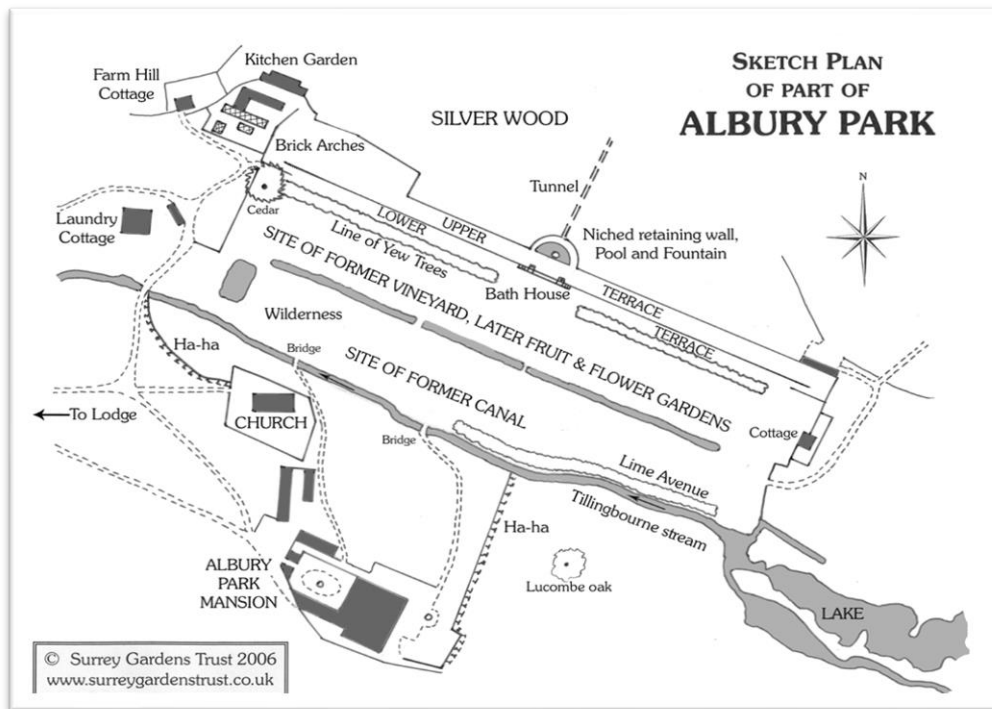 SKETCH PLAN
OF PART OF
ALBURY PARK
Kitchen Garden
Farm Hill
Cottage
SILVER WOOD
Brick Arches
Tunnel
N
Cedar
LOWER
UPPER
Laundry
Cottage
Line of Yew Trees
Niched retaining wall,
Pool and Fountain
SITE OF FORMER VINEYARD, LATER FRUIT & FLOWER GARDENS
Bath House
TERRACE
TERRACE
Wilderness
Ha-ha
Bridge
SITE OF FORMER CANAL
To Lodge
CHURCH
Bridge
Cottage
Lime Avenue
Tillingbourne stream
Ha-ha
ALBURY
PARK
MANSION
Lucombe oak
LAKE
© Surrey Gardens Trust 2006
www.surreygardenstrust.co.uk